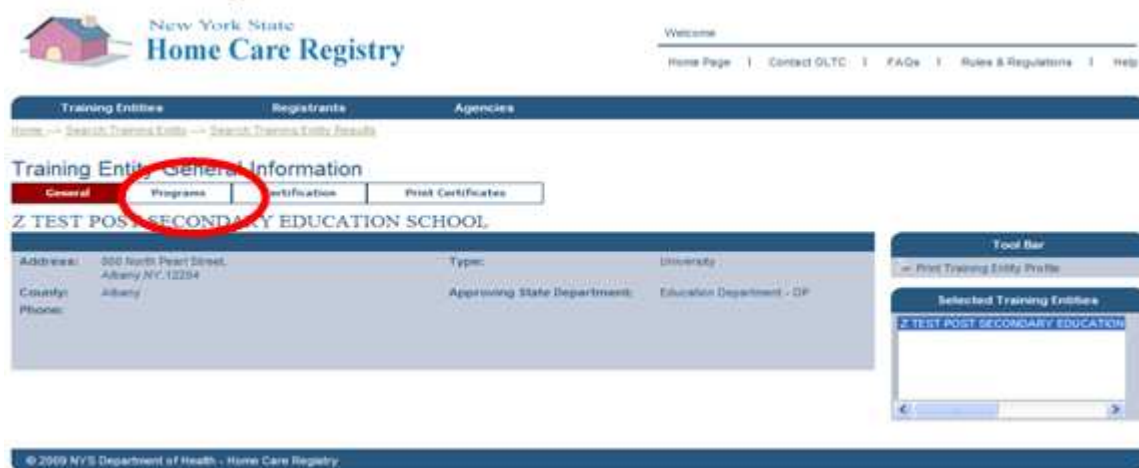 New York State
Home Care Registry
Welcome
Home Page | Contact OLTC | FAQs | Rules & Regulations | Help
Training Entities Registrants Agencies
Home --> Search Training Entity --> Search Training Entity Results
Training Entity General Information
General Programs Certification Print Certificates
Z TEST POST SECONDARY EDUCATION SCHOOL
Address: North Pearl Street, Type: University
Albany NY,
County: Albany Approving State Department: Education Department - OP
Phone:
Tool Bar
Print Training Entity Profile
Selected Training Entities
Z TEST POST SECONDARY EDUCATION
© 2009 NYS Department of Health - Home Care Registry